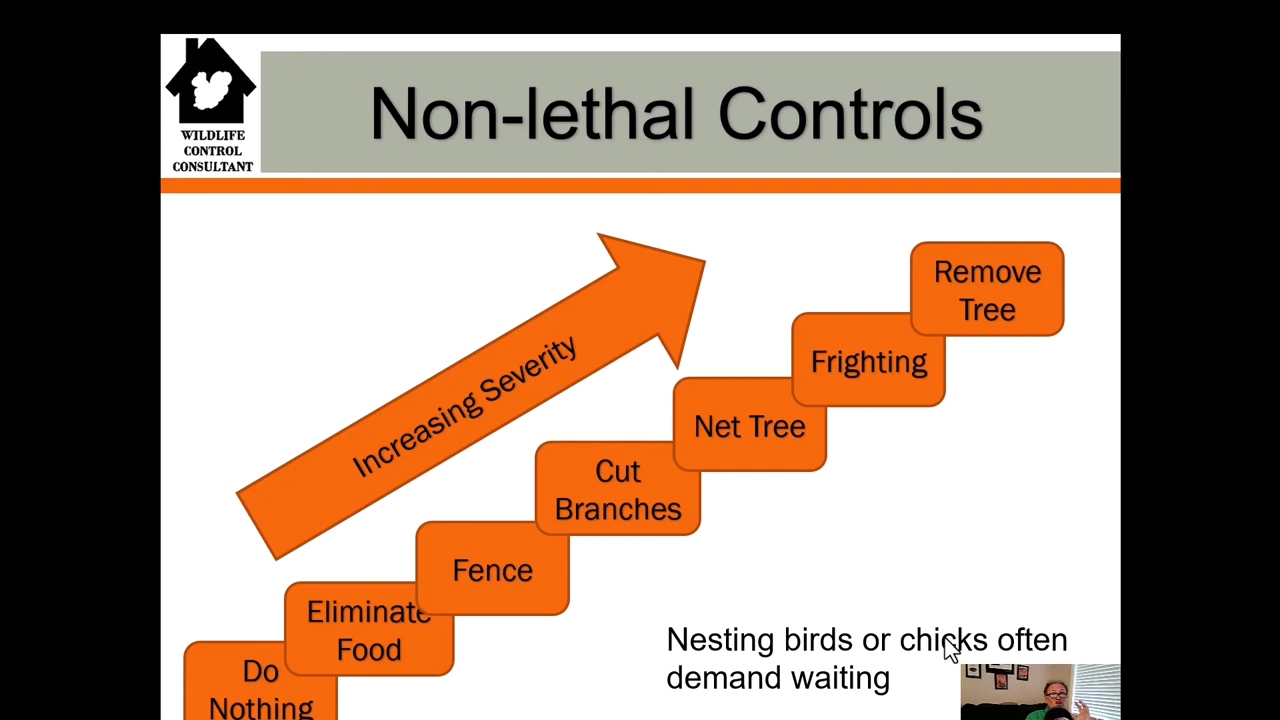 WILDLIFE
CONTROL
CONSULTANT
Non-lethal Controls
Increasing Severity
Remove
Tree
Frighting
Net Tree
Cut
Branches
Fence
Eliminate
Food
Do
Nothing
Nesting birds or chicks often
demand waiting